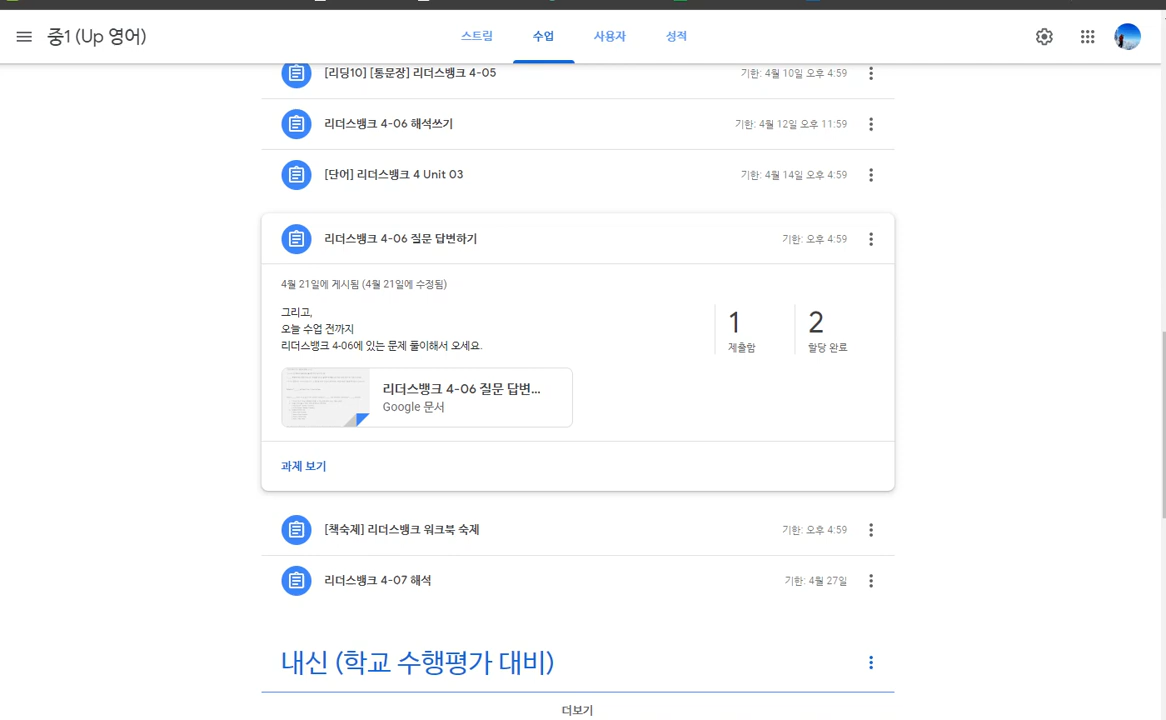 중1 (Up 영어)
스트림 수업 사용자 성적
[리딩10] [통문장] 리더스뱅크 4-05 기한: 4월 10일 오후 4:59
리더스뱅크 4-06 해석쓰기 기한: 4월 12일 오후 11:59
[단어] 리더스뱅크 4 Unit 03 기한: 4월 14일 오후 4:59
리더스뱅크 4-06 질문 답변하기 기한: 오후 4:59
4월 21일에 게시됨 (4월 21일에 수정됨)
그리고,
오늘 수업 전까지
리더스뱅크 4-06에 있는 문제 풀이해서 오세요.
1 2
제출함 할당 완료
리더스뱅크 4-06 질문 답변...
Google 문서
과제 보기
[책숙제] 리더스뱅크 워크북 숙제 기한: 오후 4:59
리더스뱅크 4-07 해석 기한: 4월 27일
내신 (학교 수행평가 대비)
더보기